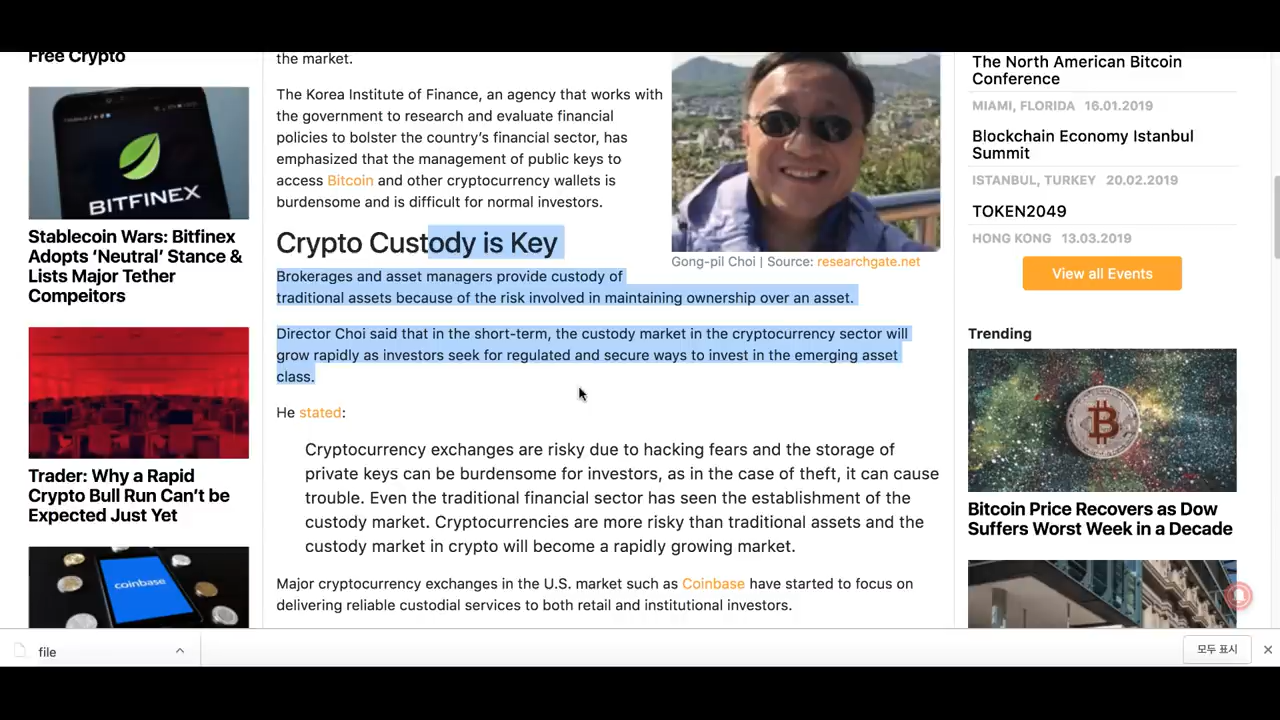 Free Crypto
BITFINEX
Stablecoin Wars: Bitfinex
Adopts ‘Neutral’ Stance &
Lists Major Tether
Compeitors
Trader: Why a Rapid
Crypto Bull Run Can’t be
Expected Just Yet
coinbase
the market.
The Korea Institute of Finance, an agency that works with
the government to research and evaluate financial
policies to bolster the country’s financial sector, has
emphasized that the management of public keys to
access Bitcoin and other cryptocurrency wallets is
burdensome and is difficult for normal investors.
Gong-pil Choi | Source: researchgate.net
Crypto Custody is Key
Brokerages and asset managers provide custody of
traditional assets because of the risk involved in maintaining ownership over an asset.
Director Choi said that in the short-term, the custody market in the cryptocurrency sector will
grow rapidly as investors seek for regulated and secure ways to invest in the emerging asset
class.
He stated:
Cryptocurrency exchanges are risky due to hacking fears and the storage of
private keys can be burdensome for investors, as in the case of theft, it can cause
trouble. Even the traditional financial sector has seen the establishment of the
custody market. Cryptocurrencies are more risky than traditional assets and the
custody market in crypto will become a rapidly growing market.
Major cryptocurrency exchanges in the U.S. market such as Coinbase have started to focus on
delivering reliable custodial services to both retail and institutional investors.
The North American Bitcoin
Conference
MIAMI, FLORIDA 16.01.2019
Blockchain Economy Istanbul
Summit
ISTANBUL, TURKEY 20.02.2019
TOKEN2049
HONG KONG 13.03.2019
View all Events
Trending
Bitcoin Price Recovers as Dow
Suffers Worst Week in a Decade
file
모두 표시